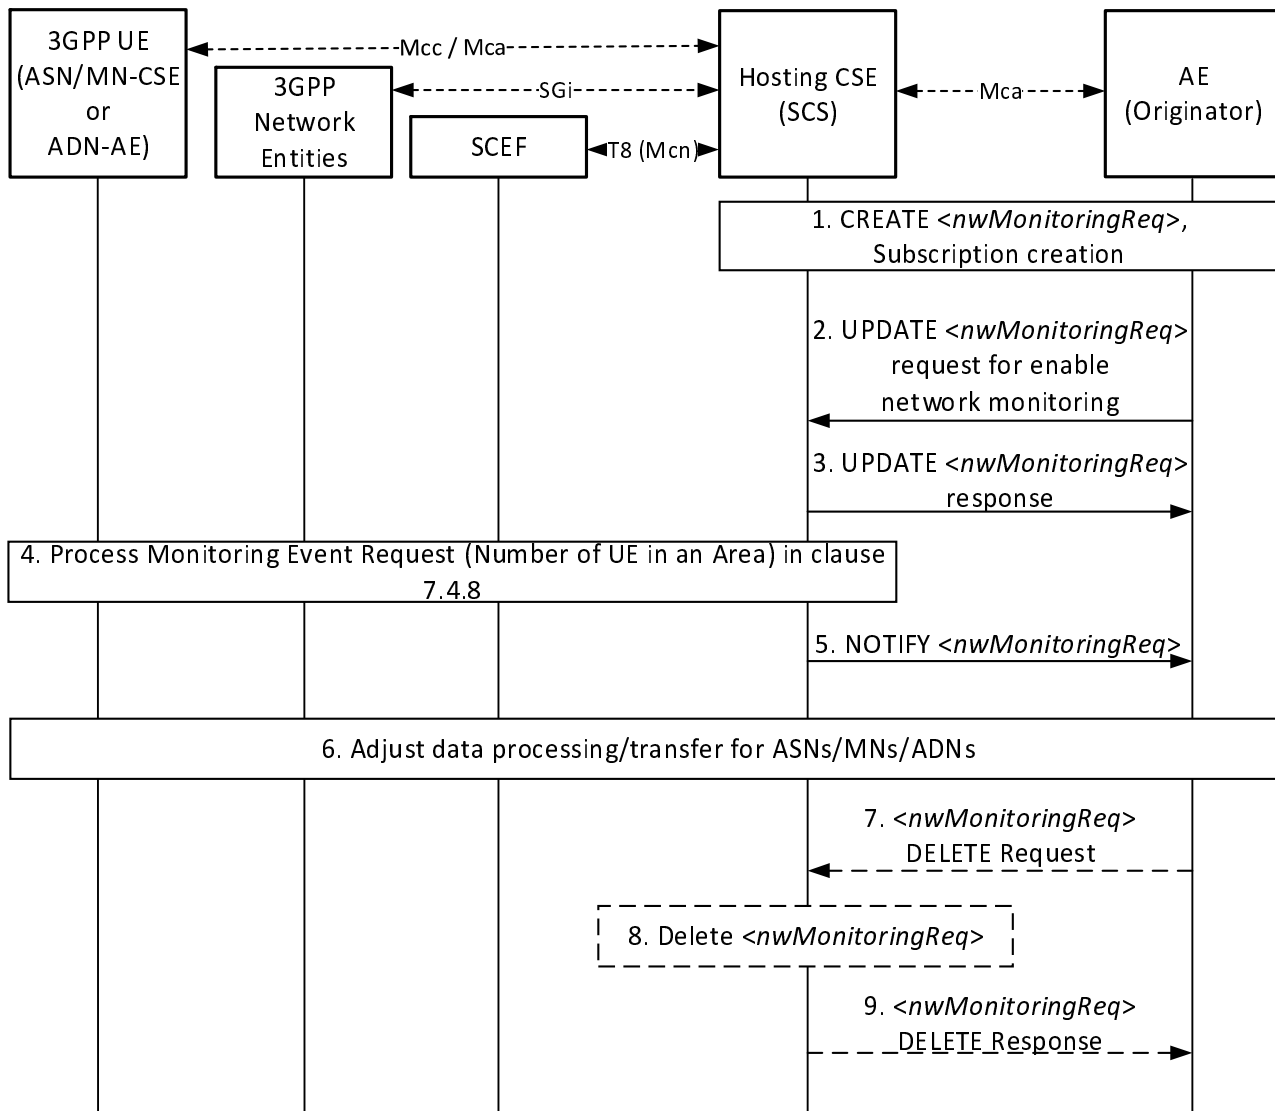 3GPP UE
(ASN/MN-CSE
or
ADN-AE)
Mcc / Mca
3GPP
Network
Entities
SGi
SCEF
T8 (Mcn)
Hosting CSE
(SCS)
Mca
AE
(Originator)
1. CREATE <nwMonitoringReq>,
Subscription creation
2. UPDATE <nwMonitoringReq>
request for enable
network monitoring
3. UPDATE <nwMonitoringReq>
response
4. Process Monitoring Event Request (Number of UE in an Area) in clause
7.4.8
5. NOTIFY <nwMonitoringReq>
6. Adjust data processing/transfer for ASNs/MNs/ADNs
7. <nwMonitoringReq>
DELETE Request
8. Delete <nwMonitoringReq>
9. <nwMonitoringReq>
DELETE Response